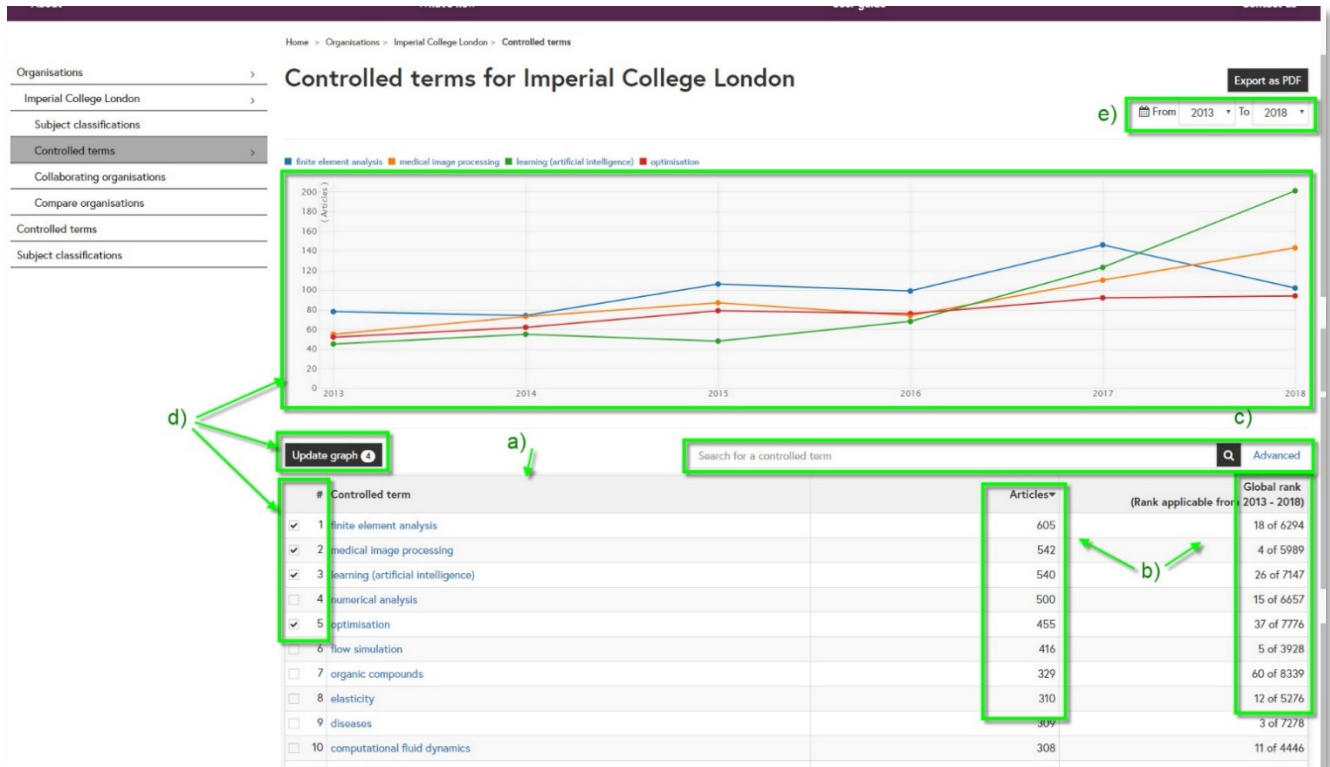 Home > Organisations > Imperial College London > Controlled terms
Organisations >
Imperial College London >
Subject classifications
Controlled terms >
Collaborating organisations
Compare organisations
Controlled terms
Subject classifications
Controlled terms for Imperial College London
Export as PDF
e) From 2013 To 2018
finite element analysis medical image processing learning (artificial intelligence) optimisation
( Articles )
200
180
160
140
120
100
80
60
40
20
0
2013 2014 2015 2016 2017 2018
d)
c)
a)
Update graph 4
Search for a controlled term Advanced
# Controlled term Articles Global rank
(Rank applicable from 2013 - 2018)
1 finite element analysis 605 18 of 6294
2 medical image processing 542 4 of 5989
b)
3 learning (artificial intelligence) 540 26 of 7147
4 numerical analysis 500 15 of 6657
5 optimisation 455 37 of 7776
6 flow simulation 416 5 of 3928
7 organic compounds 329 60 of 8339
8 elasticity 310 12 of 5276
9 diseases 309 3 of 7278
10 computational fluid dynamics 308 11 of 4446